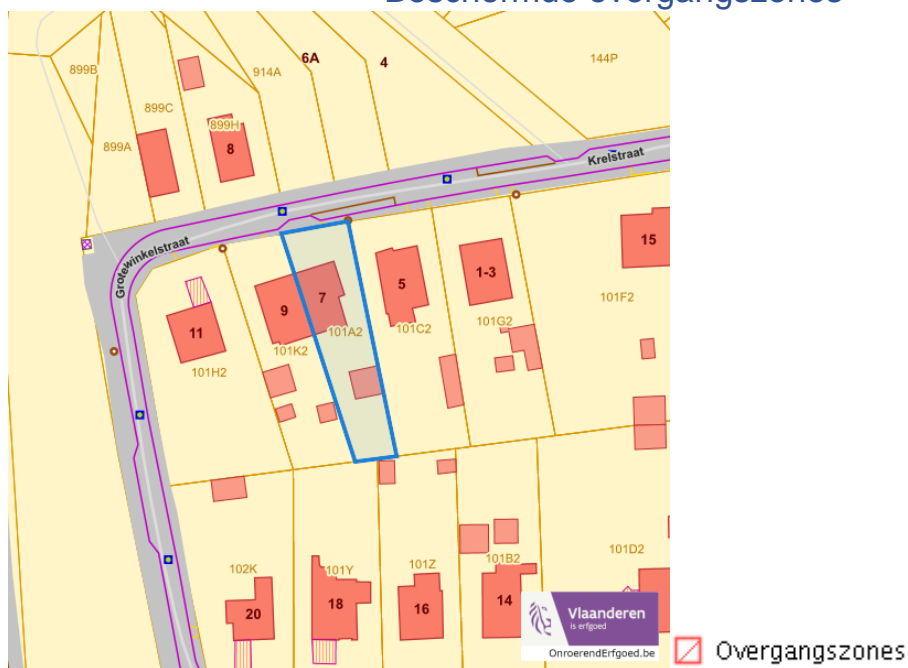 Beschermde overgangszones
899B
914A
6A
4
144P
899C
899H
8
899A
Krelstraat
Grotewinkelstraat
15
1-3
5
7
9
11
101F2
101G2
101C2
101A2
101K2
101H2
101D2
101B2
101Z
101Y
102K
20
18
16
14
Vlaanderen
is erfgoed
OnroerendErfgoed.be
Overgangszones